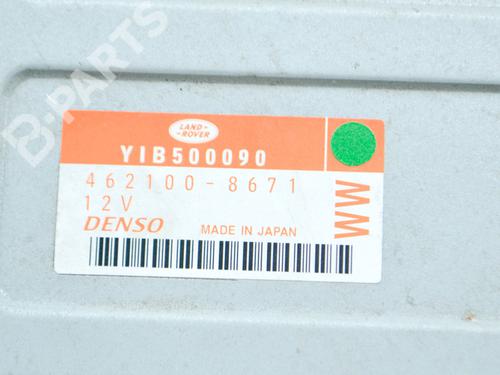 B-PARTS
LAND-
ROVER
YIB500090
462100-8671
12V
DENSO
MADE IN JAPAN
WW